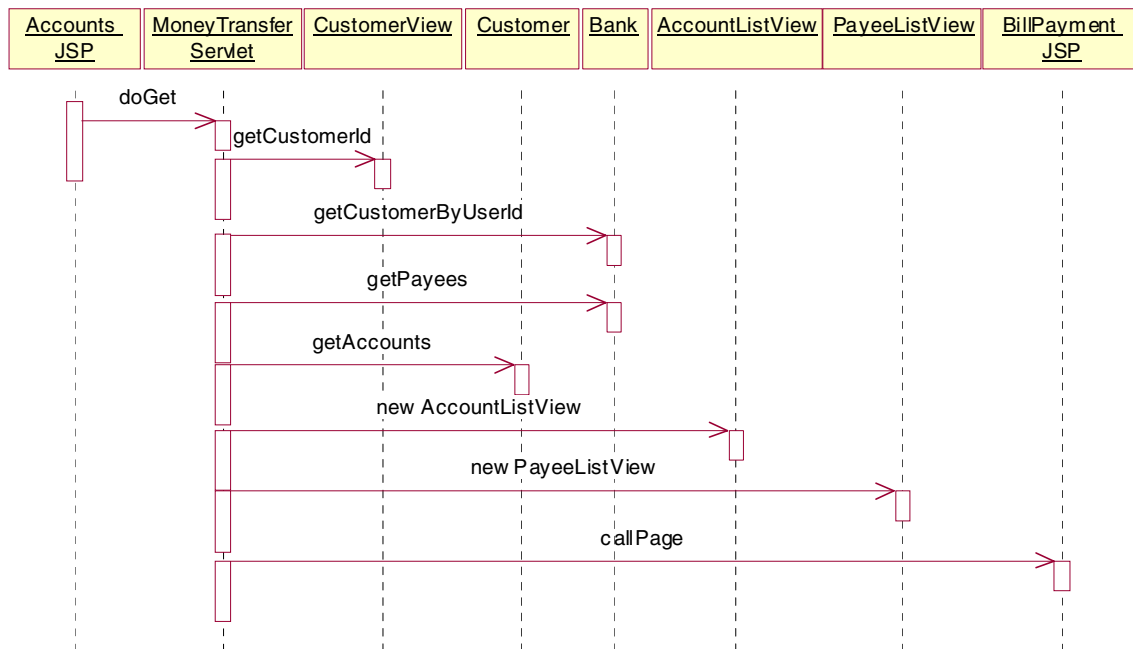 Accounts
JSP
MoneyTransfer
Servlet
CustomerView
Customer
Bank
AccountListView
PayeeListView
BillPayment
JSP
doGet
getCustomerId
getCustomerByUserId
getPayees
getAccounts
new AccountListView
new PayeeListView
callPage